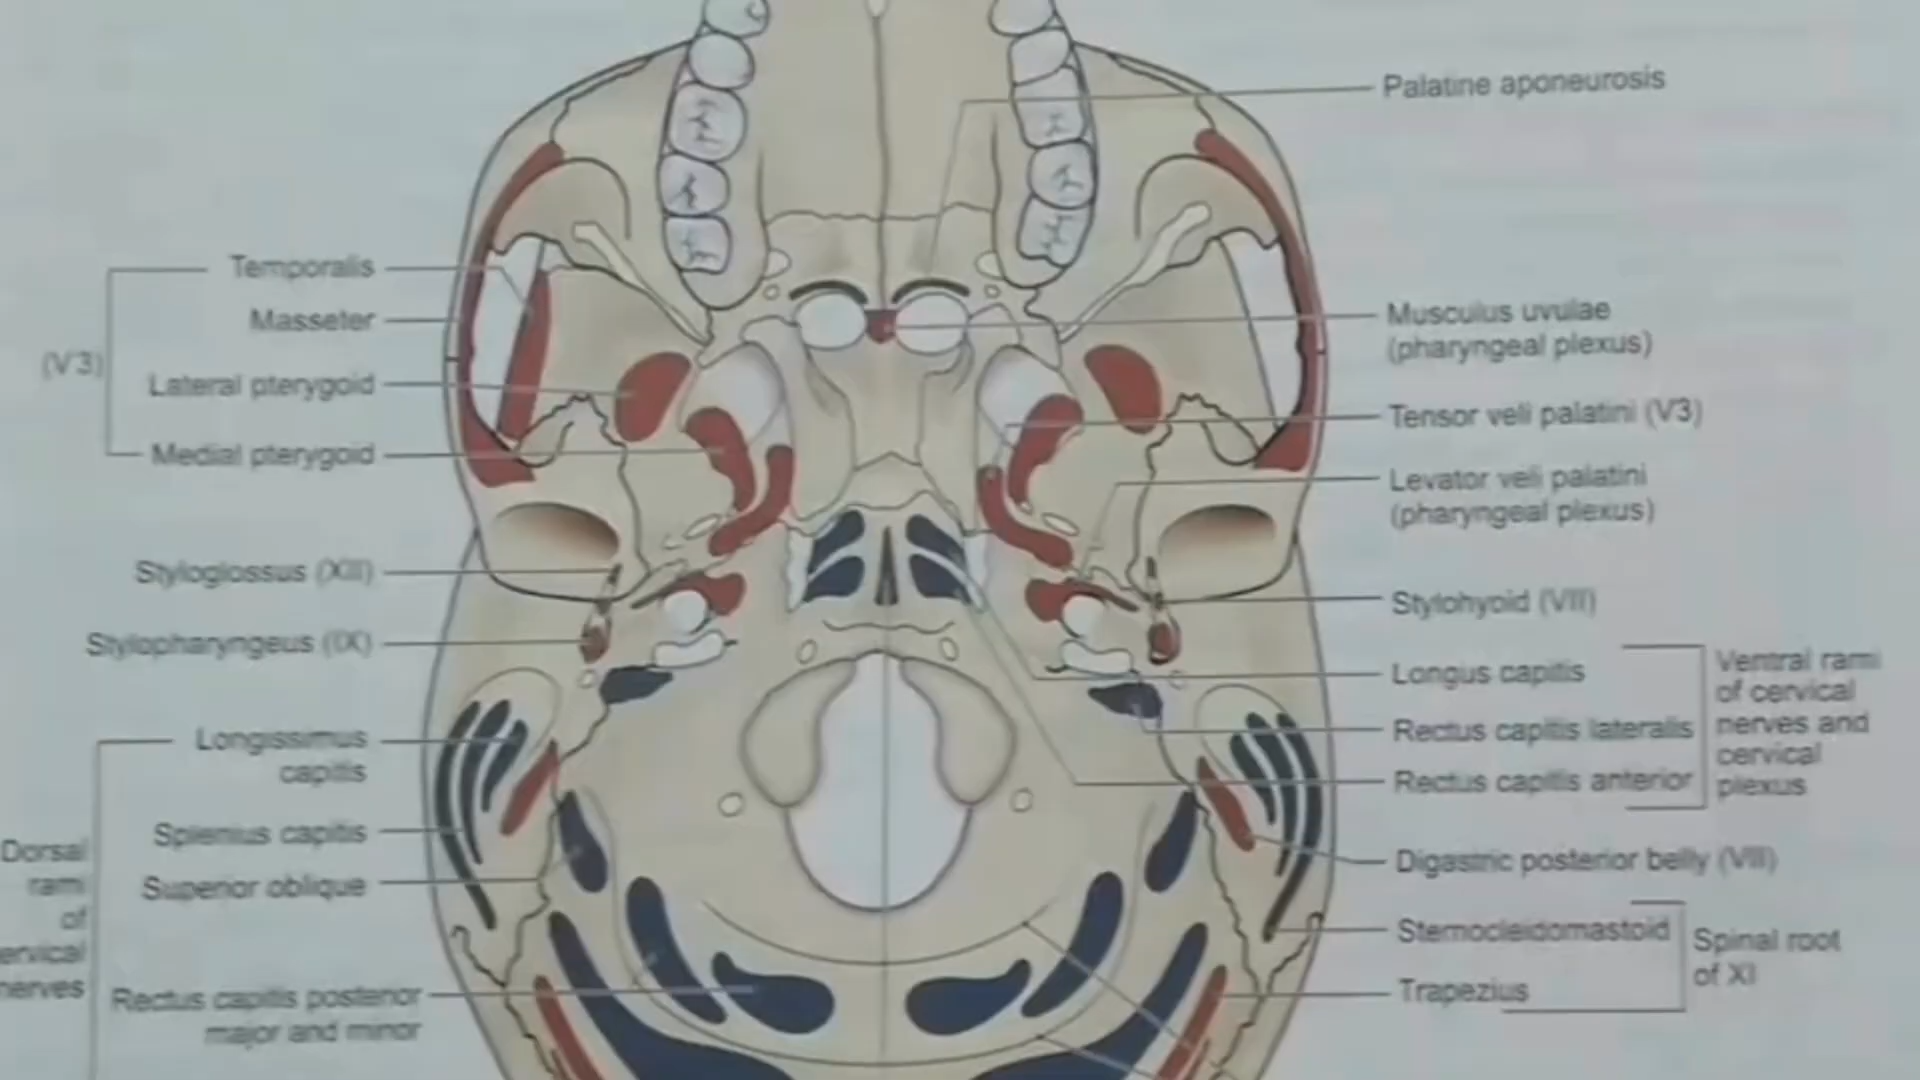 Palatine aponeurosis
Temporalis
Masseter
(V3)
Lateral pterygoid
Medial pterygoid
Styloglossus (XII)
Stylopharyngeus (IX)
Longissimus
capitis
Splenius capitis
Superior oblique
Dorsal
rami
of
ervical
nerves
Rectus capitis posterior
major and minor
Musculus uvulae
(pharyngeal plexus)
Tensor veli palatini (V3)
Levator veli palatini
(pharyngeal plexus)
Stylohyoid (VII)
Longus capitis
Rectus capitis lateralis
Rectus capitis anterior
Ventral rami
of cervical
nerves and
cervical
plexus
Digastric posterior belly (VII)
Sternocleidomastoid
Trapezius
Spinal root
of XI